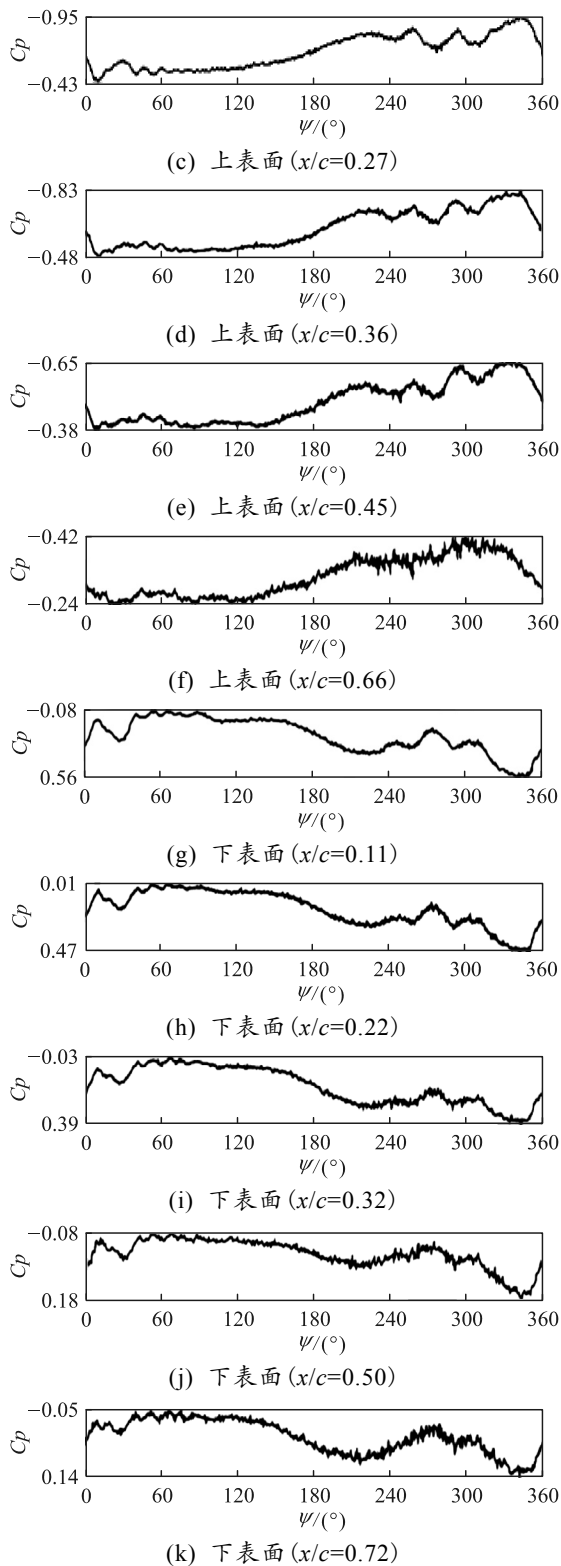 -0.95
Cp
-0.43
0 60 120 180 240 300 360
Ψ/(°)
(c) 上表面(x/c=0.27)
-0.83
Cp
-0.48
0 60 120 180 240 300 360
Ψ/(°)
(d) 上表面(x/c=0.36)
-0.65
Cp
-0.38
0 60 120 180 240 300 360
Ψ/(°)
(e) 上表面(x/c=0.45)
-0.42
Cp
-0.24
0 60 120 180 240 300 360
Ψ/(°)
(f) 上表面(x/c=0.66)
-0.08
Cp
0.56
0 60 120 180 240 300 360
Ψ/(°)
(g) 下表面(x/c=0.11)
0.01
Cp
0.47
0 60 120 180 240 300 360
Ψ/(°)
(h) 下表面(x/c=0.22)
-0.03
Cp
0.39
0 60 120 180 240 300 360
Ψ/(°)
(i) 下表面(x/c=0.32)
-0.08
Cp
0.18
0 60 120 180 240 300 360
Ψ/(°)
(j) 下表面(x/c=0.50)
-0.05
Cp
0.14
0 60 120 180 240 300 360
Ψ/(°)
(k) 下表面(x/c=0.72)